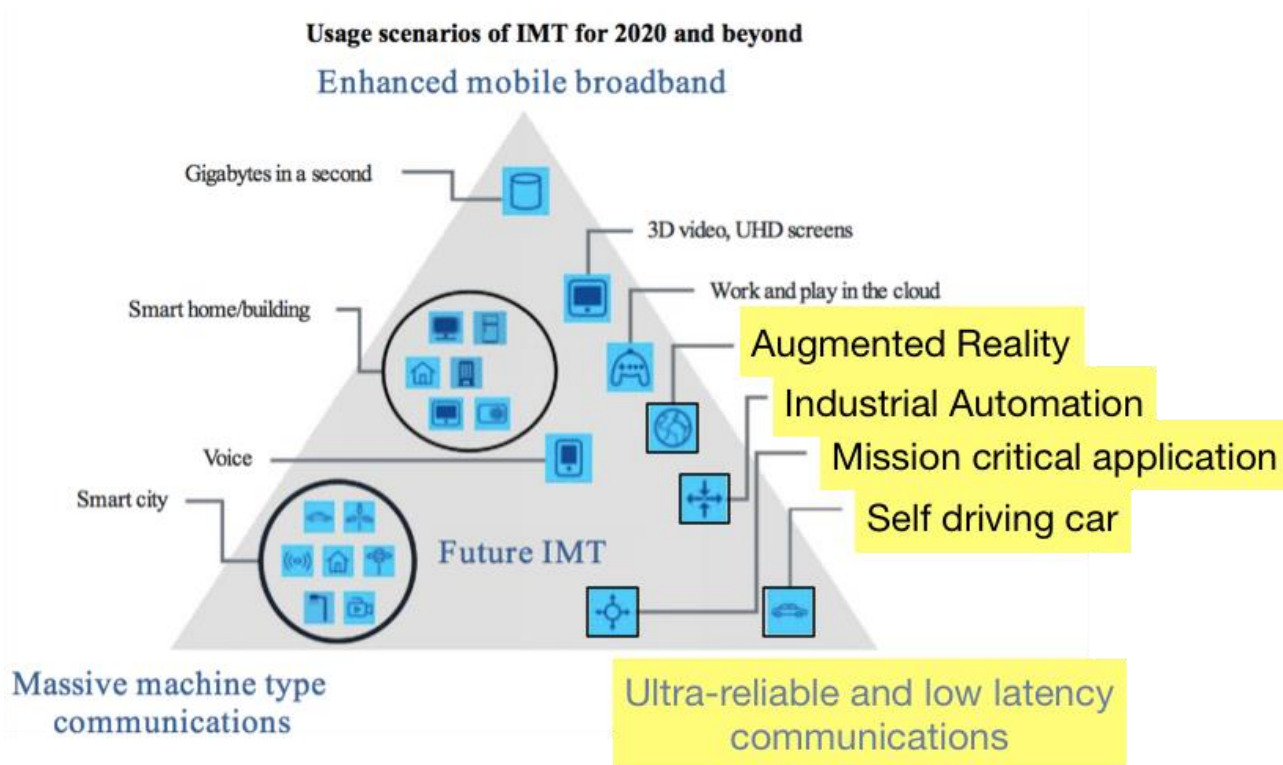 Usage scenarios of IMT for 2020 and beyond
Enhanced mobile broadband
Gigabytes in a second
3D video, UHD screens
Smart home/building
Work and play in the cloud
Augmented Reality
Industrial Automation
Mission critical application
Voice
Smart city
Self driving car
Future IMT
Massive machine type
communications
Ultra-reliable and low latency
communications